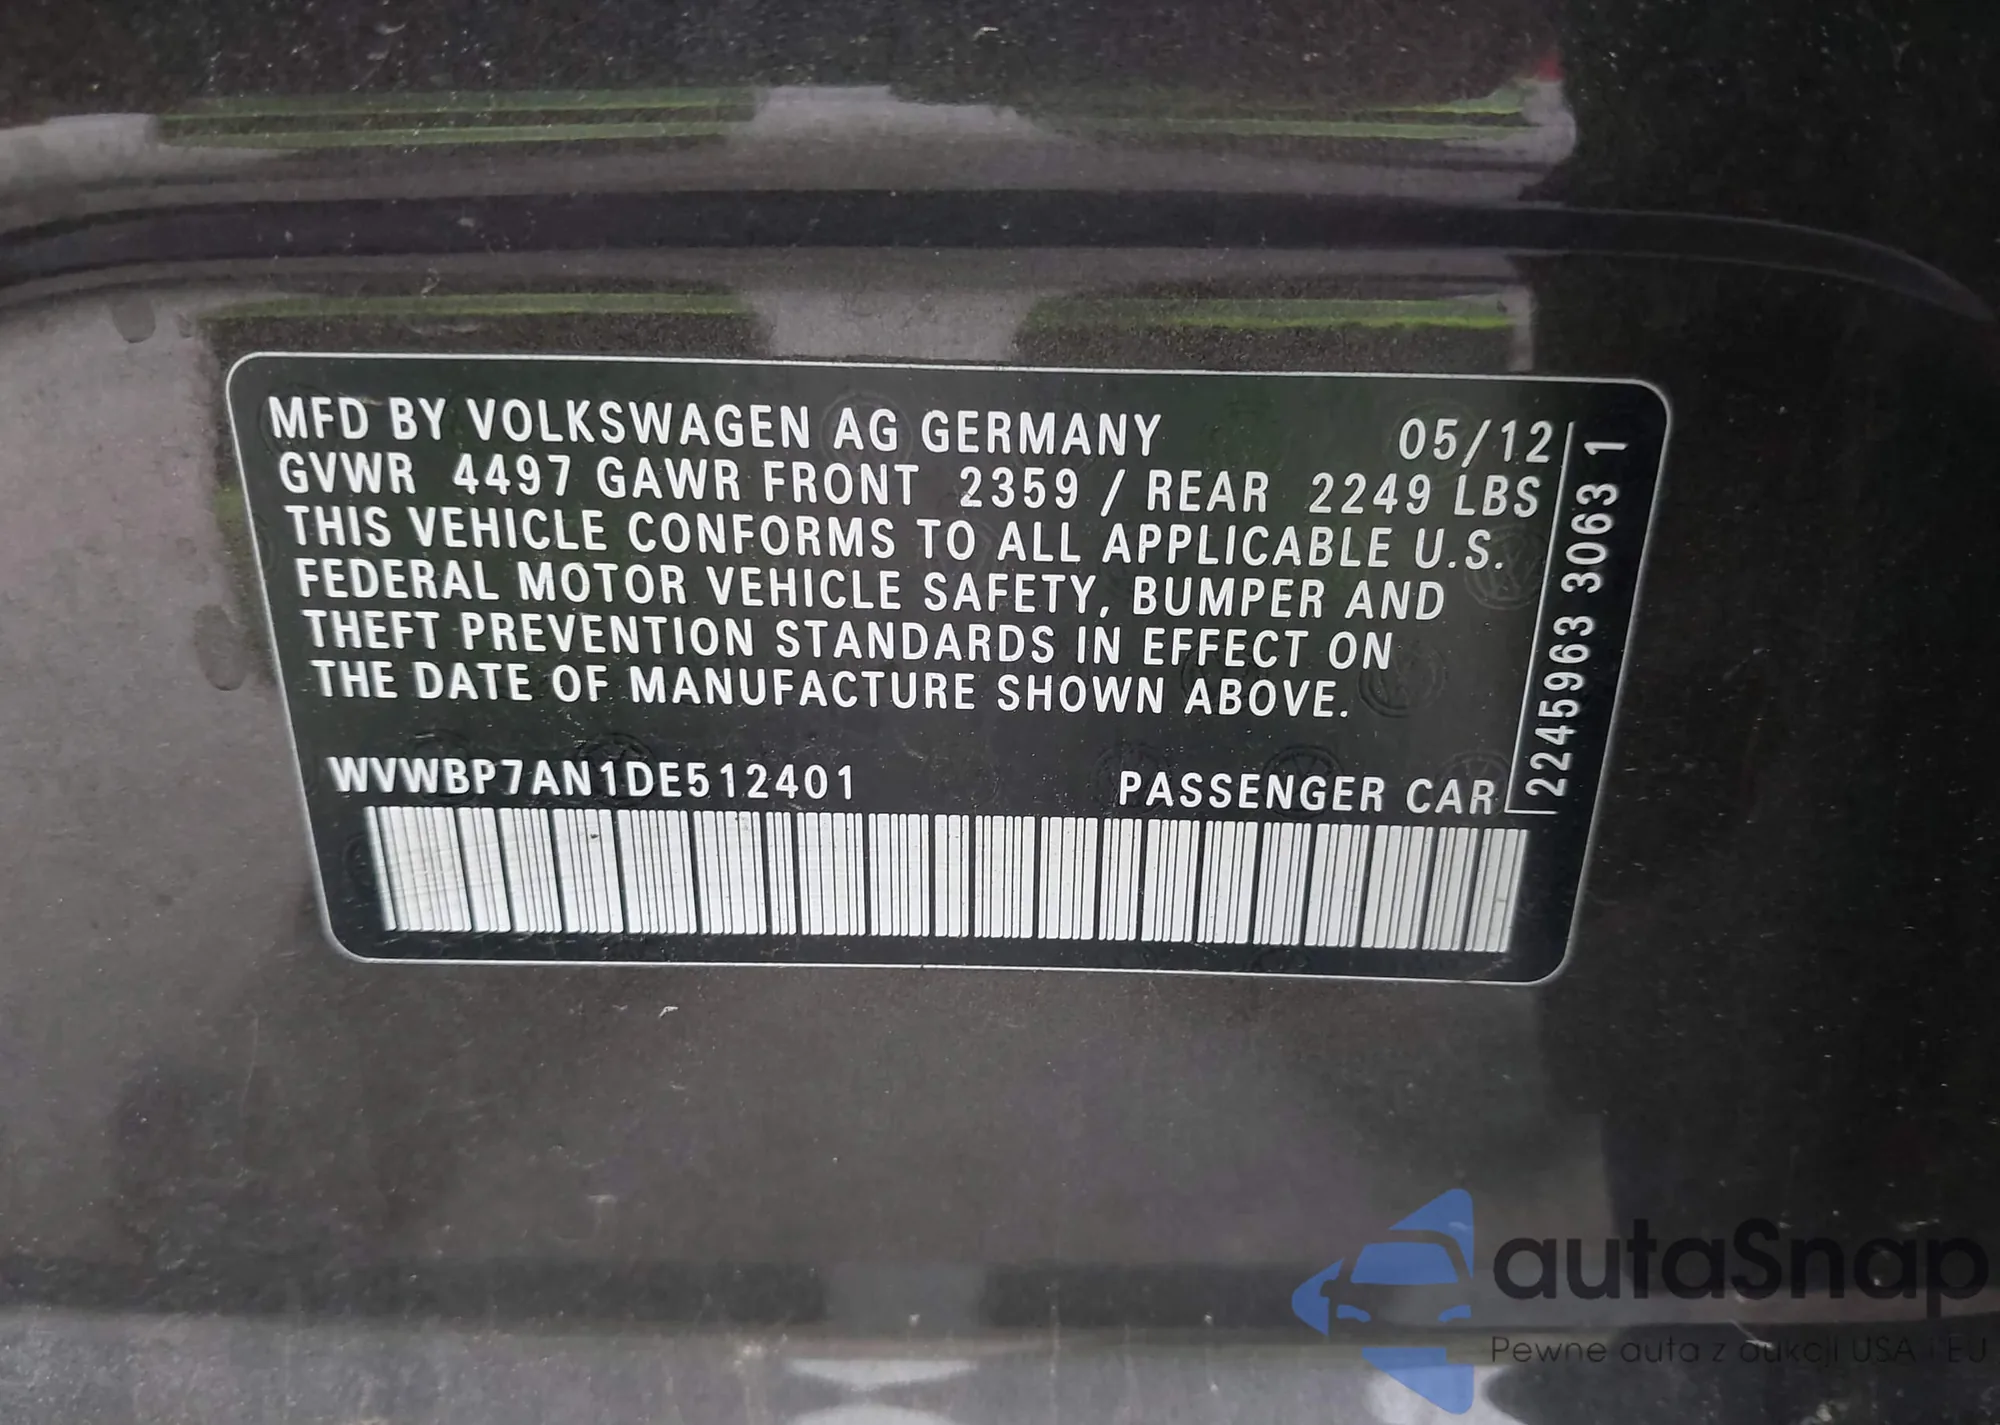 MFD BY VOLKSWAGEN AG GERMANY 05/12
GVWR 4497 GAWR FRONT 2359 / REAR 2249 LBS
THIS VEHICLE CONFORMS TO ALL APPLICABLE U.S.
FEDERAL MOTOR VEHICLE SAFETY, BUMPER AND
THEFT PREVENTION STANDARDS IN EFFECT ON
THE DATE OF MANUFACTURE SHOWN ABOVE.
WVWBP7AN1DE512401 PASSENGER CAR
2245963 3063 1
autaSnap
Pewne auta z aukcji USA i EU